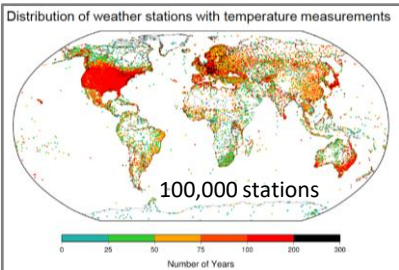 Distribution of weather stations with temperature measurements
100,000 stations
0 25 50 75 100 200 300
Number of Years